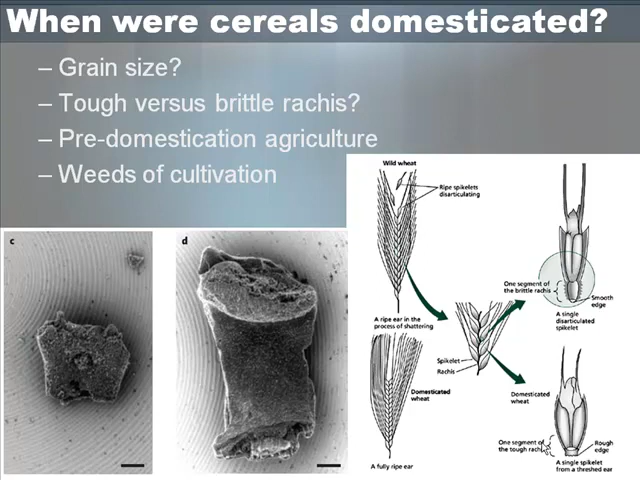 When were cereals domesticated?
– Grain size?
– Tough versus brittle rachis?
– Pre-domestication agriculture
– Weeds of cultivation
c
d
Wild wheat
Ripe spikelets
disarticulating
A ripe ear in the
process of shattering
One segment of
the brittle rachis
Smooth
edge
A single
disarticulated
spikelet
Spikelet
Rachis
Domesticated
wheat
A fully ripe ear
Domesticated
wheat
One segment of
the tough rachis
Rough
edge
A single spikelet
from a threshed ear